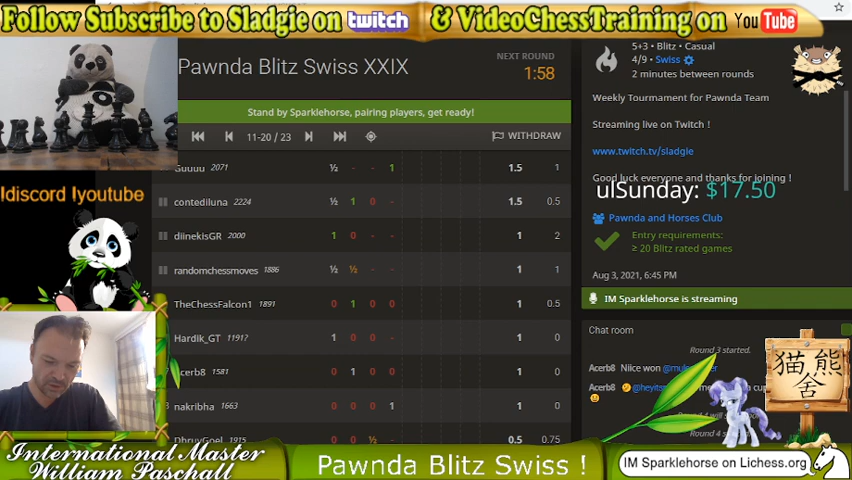 Follow Subscribe to Sladgie on twitch & VideoChessTraining on YouTube
Pawnda Blitz Swiss XXIX
NEXT ROUND
1:58
Stand by Sparklehorse, pairing players, get ready!
11-20 / 23
WITHDRAW
2071 ½ - - 1 1.5 1
contediluna 2224 ½ 1 0 - 1.5 0.5
diinekisGR 2000 1 0 - - 1 2
randomchessmoves 1886 ½ ½ - - 1 1
TheChessFalcon1 1891 0 1 0 0 1 0.5
Hardik_GT 1191? 1 0 0 - 1 0
Acerb8 1581 0 1 0 0 1 0
nakribha 1663 0 0 0 1 1 0
DhruvGoel 1915 0 0 ½ - 0.5 0.75
5+3 • Blitz • Casual
4/9 • Swiss
2 minutes between rounds
Weekly Tournament for Pawnda Team
Streaming live on Twitch !
www.twitch.tv/sladgie
Good luck everyone and thanks for joining !
ulSunday: $17.50
Pawnda and Horses Club
Entry requirements:
≥ 20 Blitz rated games
Aug 3, 2021, 6:45 PM
IM Sparklehorse is streaming
Chat room
Round 3 started.
Acerb8 Niice won
Acerb8
Round 4
!discord !youtube
猫熊
舍
International Master
William Paschall
Pawnda Blitz Swiss !
IM Sparklehorse on Lichess.org